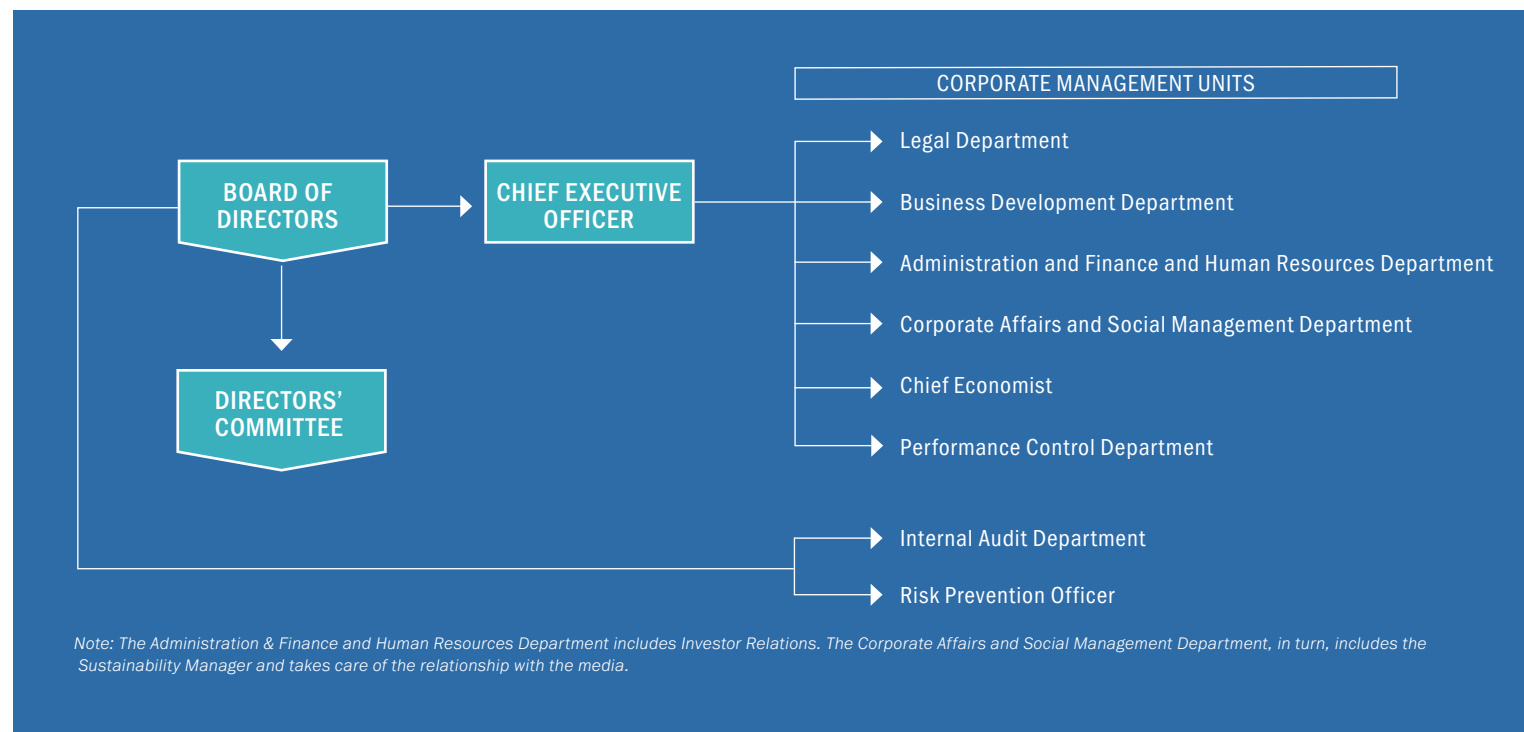 CORPORATE MANAGEMENT UNITS
BOARD OF
DIRECTORS
CHIEF EXECUTIVE
OFFICER
DIRECTORS’
COMMITTEE
Legal Department
Business Development Department
Administration and Finance and Human Resources Department
Corporate Affairs and Social Management Department
Chief Economist
Performance Control Department
Internal Audit Department
Risk Prevention Officer
Note: The Administration & Finance and Human Resources Department includes Investor Relations. The Corporate Affairs and Social Management Department, in turn, includes the
Sustainability Manager and takes care of the relationship with the media.